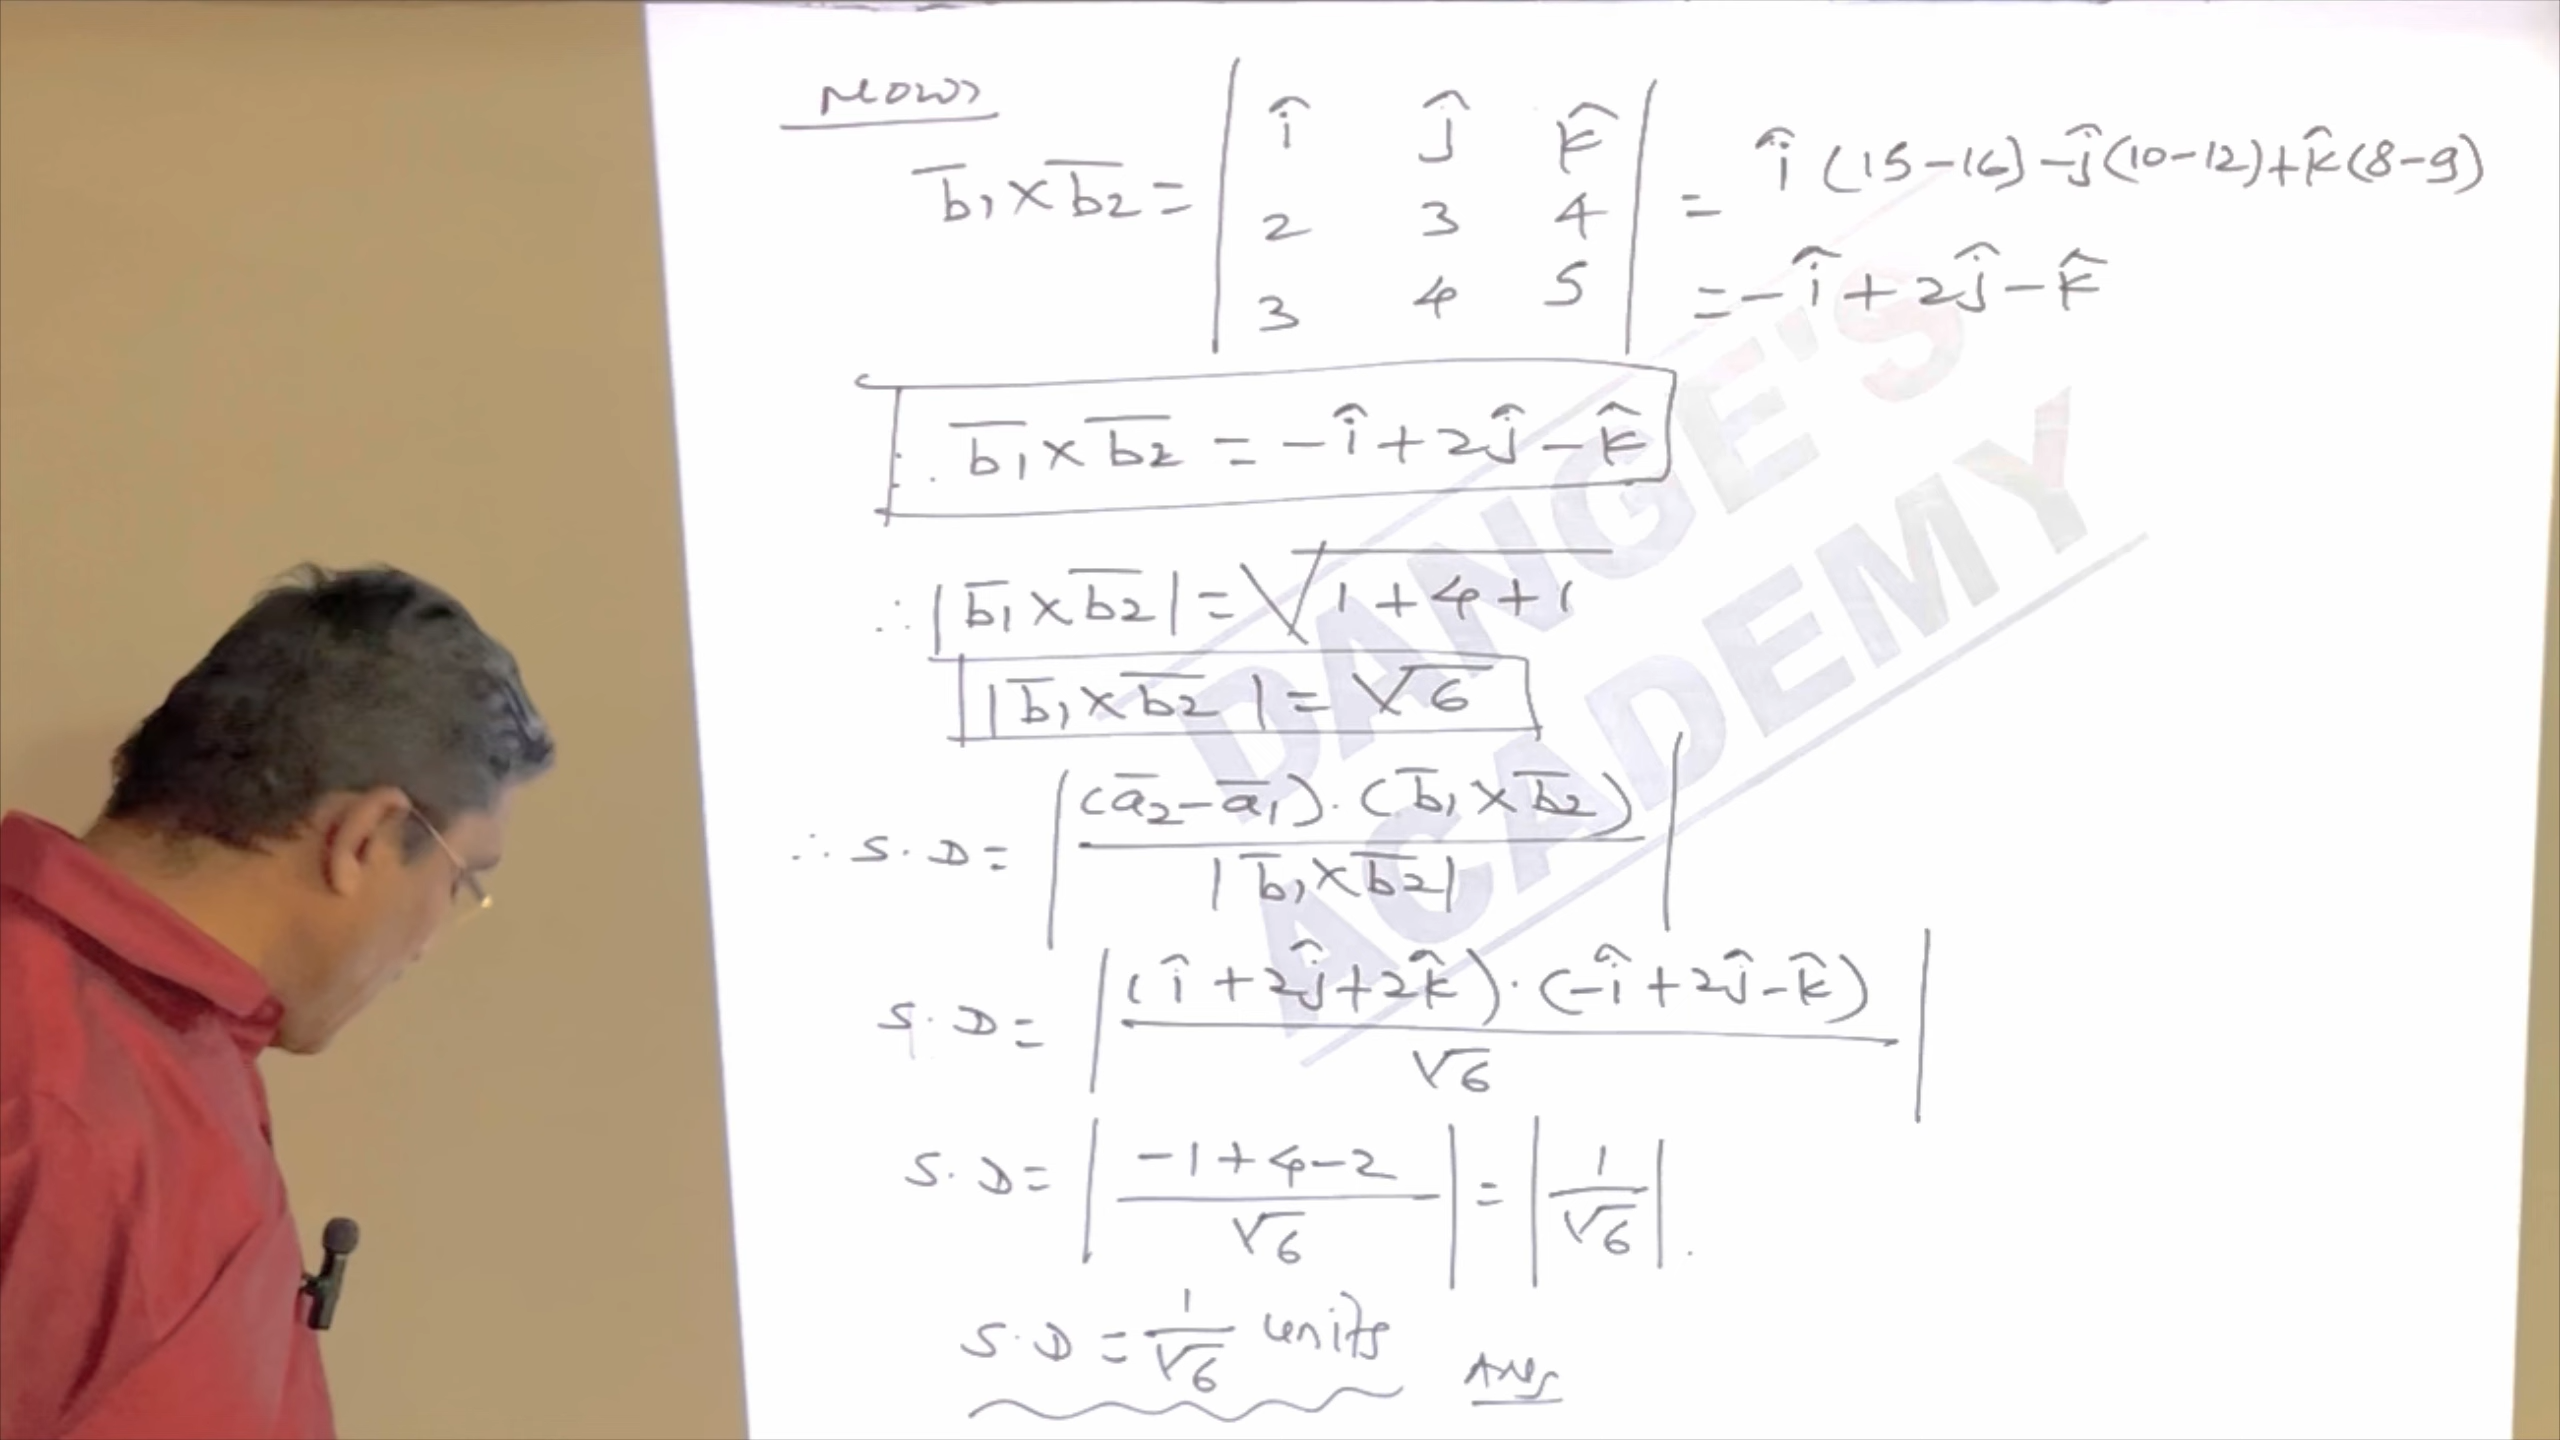 Now
b̅₁×b̅₂ = | î ĵ k̂ | = î(15-16)-ĵ(10-12)+k̂(8-9)
2 3 4
3 4 5
= -î+2ĵ-k̂
∴ b̅₁×b̅₂ = -î+2ĵ-k̂
∴ |b̅₁×b̅₂| = √(1+4+1)
|b̅₁×b̅₂| = √6
∴ S.D = | (a̅₂-a̅₁).(b̅₁×b̅₂) / |b̅₁×b̅₂| |
S.D = | (î+2ĵ+2k̂).(-î+2ĵ-k̂) / √6 |
S.D = | -1+4-2 / √6 | = | 1/√6 |.
S.D = 1/√6 units Ans
DANGE'S
ACADEMY